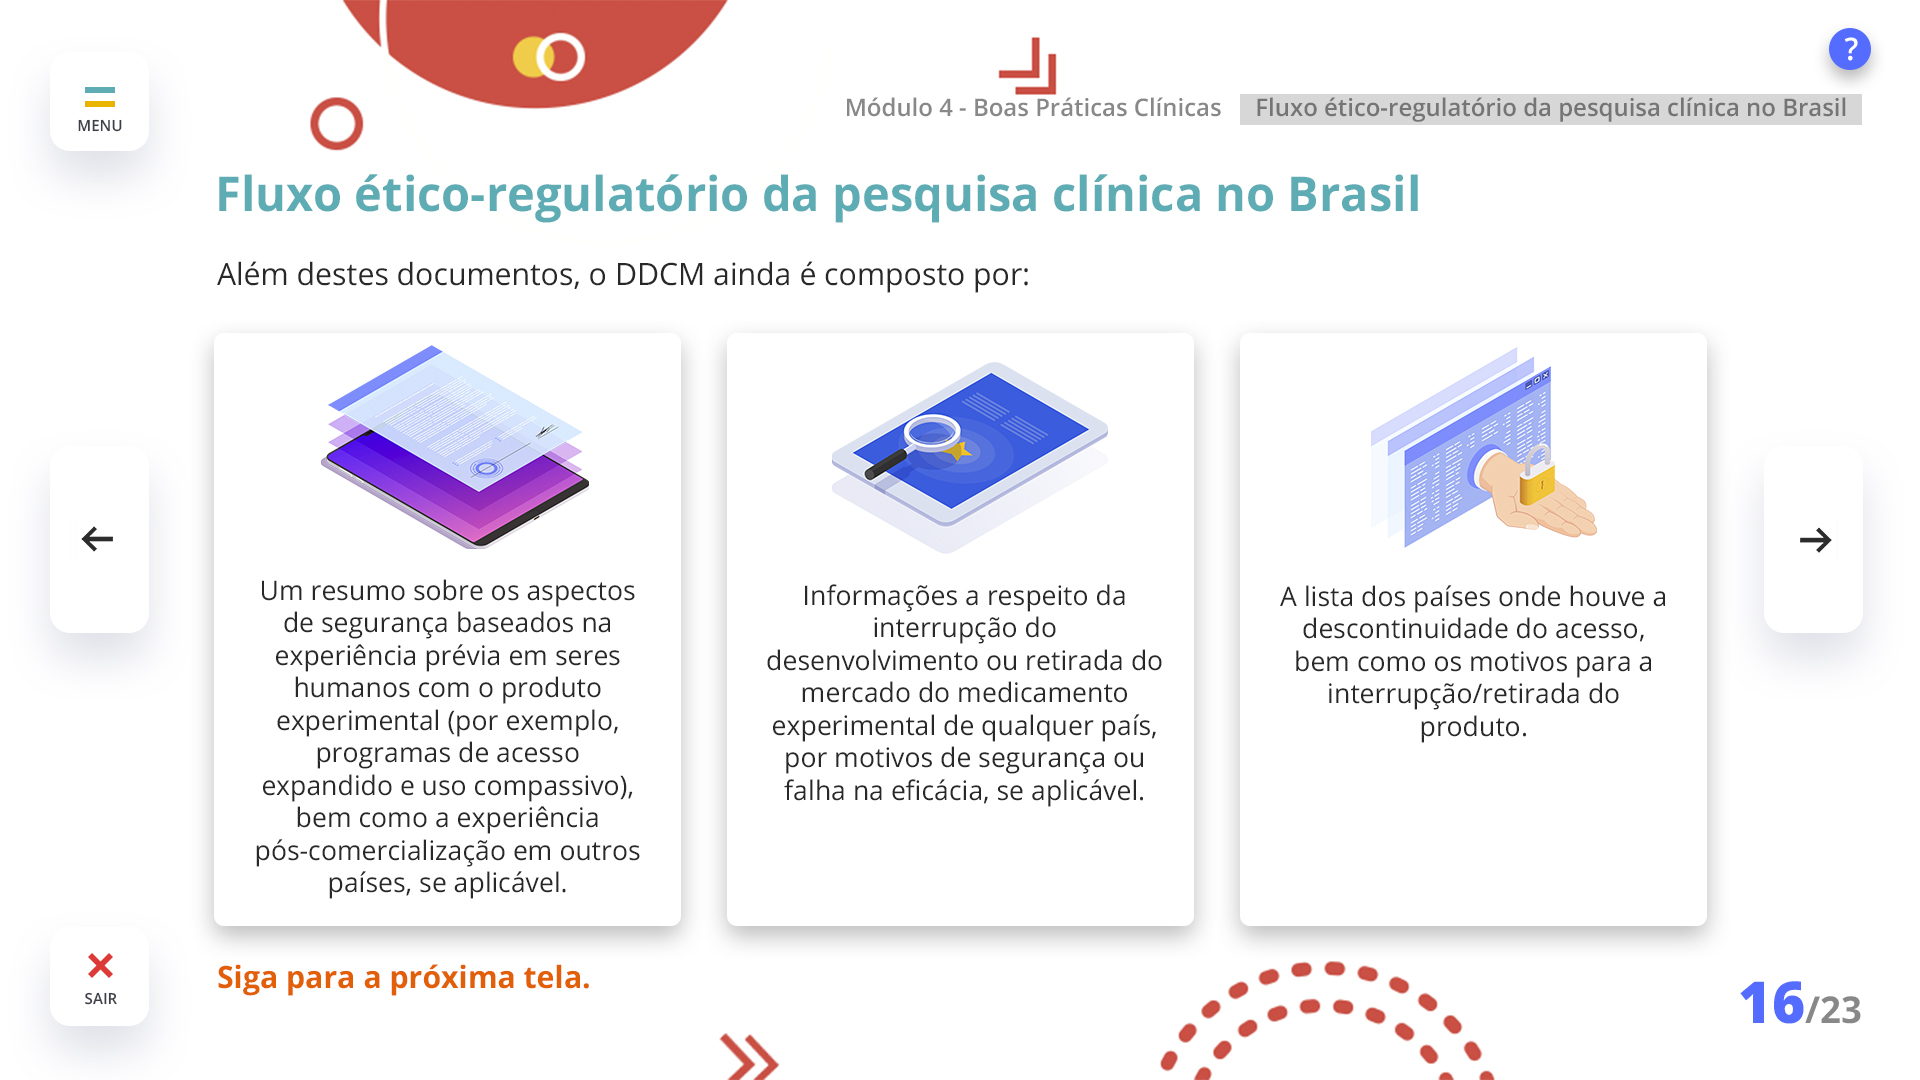 ?
MENU
Módulo 4 - Boas Práticas Clínicas
Fluxo ético-regulatório da pesquisa clínica no Brasil
Fluxo ético-regulatório da pesquisa clínica no Brasil
Além destes documentos, o DDCM ainda é composto por:
Um resumo sobre os aspectos
de segurança baseados na
experiência prévia em seres
humanos com o produto
experimental (por exemplo,
programas de acesso
expandido e uso compassivo),
bem como a experiência
pós-comercialização em outros
países, se aplicável.
Informações a respeito da
interrupção do
desenvolvimento ou retirada do
mercado do medicamento
experimental de qualquer país,
por motivos de segurança ou
falha na eficácia, se aplicável.
A lista dos países onde houve a
descontinuidade do acesso,
bem como os motivos para a
interrupção/retirada do
produto.
Siga para a próxima tela.
SAIR
16/23